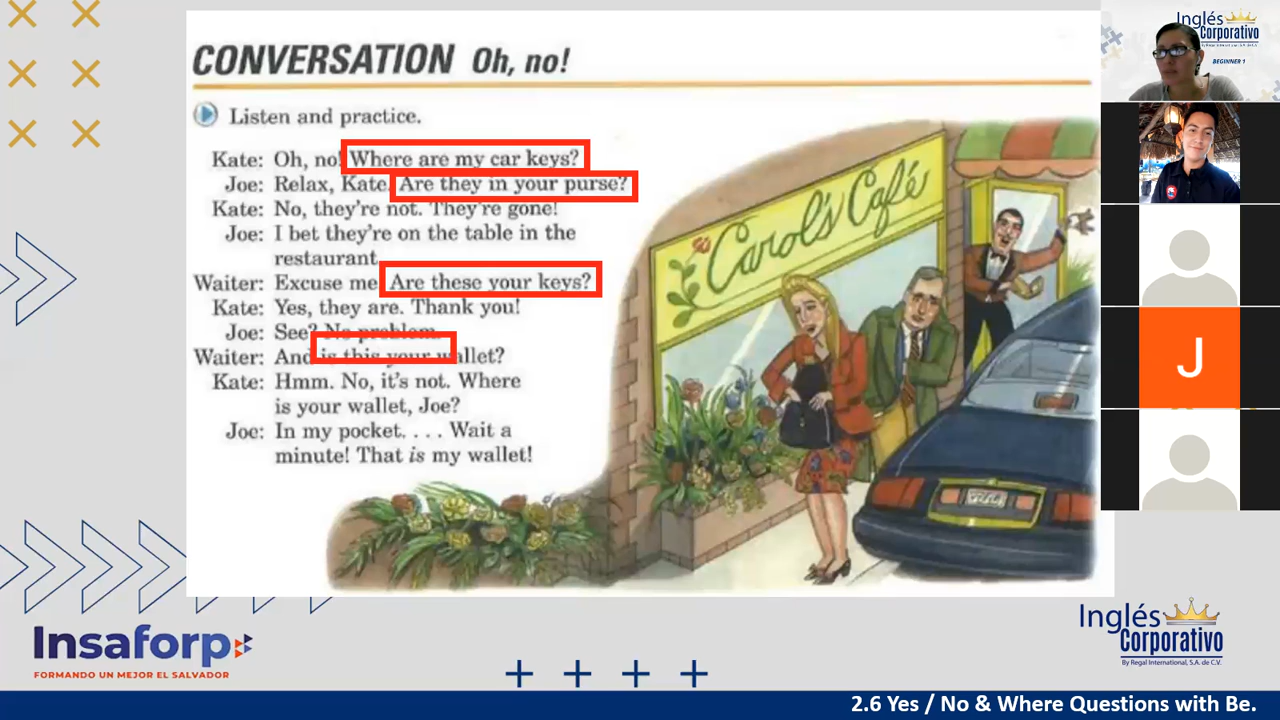 CONVERSATION Oh, no!
Listen and practice.
Kate: Oh, no! Where are my car keys?
Joe: Relax, Kate. Are they in your purse?
Kate: No, they're not. They're gone!
Joe: I bet they're on the table in the
restaurant.
Waiter: Excuse me. Are these your keys?
Kate: Yes, they are. Thank you!
Joe: See? No problem.
Waiter: And is this your wallet?
Kate: Hmm. No, it's not. Where
is your wallet, Joe?
Joe: In my pocket. . . . Wait a
minute! That is my wallet!
Carol's Café
Inglés
Corporativo
BEGINNER 1
J
Insaforp
FORMANDO UN MEJOR EL SALVADOR
Inglés
Corporativo
By Regal International, S.A. de C.V.
2.6 Yes / No & Where Questions with Be.